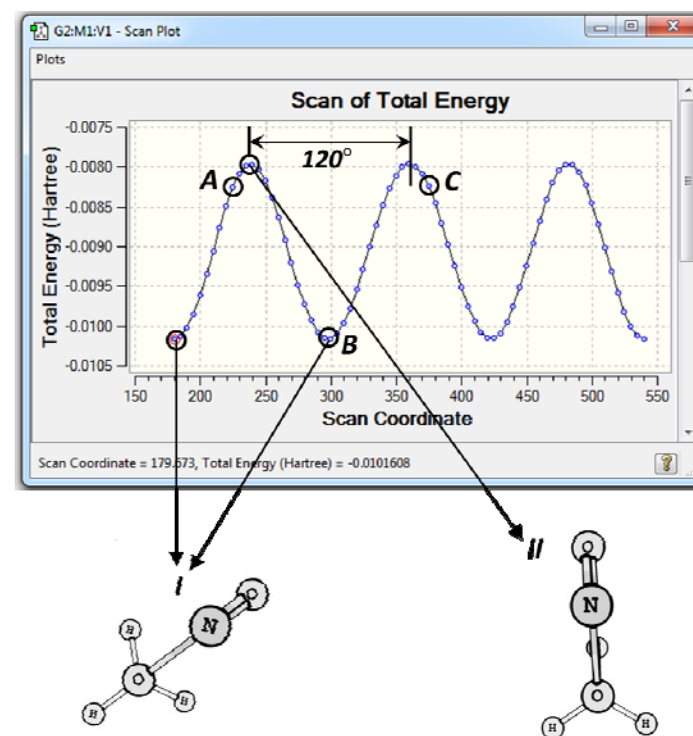 G2:M1:V1 - Scan Plot
Plots
Scan of Total Energy
-0.0075
-0.0080
-0.0085
-0.0090
-0.0095
-0.0100
-0.0105
Total Energy (Hartree)
120°
A
C
B
150 200 250 300 350 400 450 500 550
Scan Coordinate
Scan Coordinate = 179.673, Total Energy (Hartree) = -0.0101608
?
I
II
O
N
H
O
H
H
O
N
O
H
H